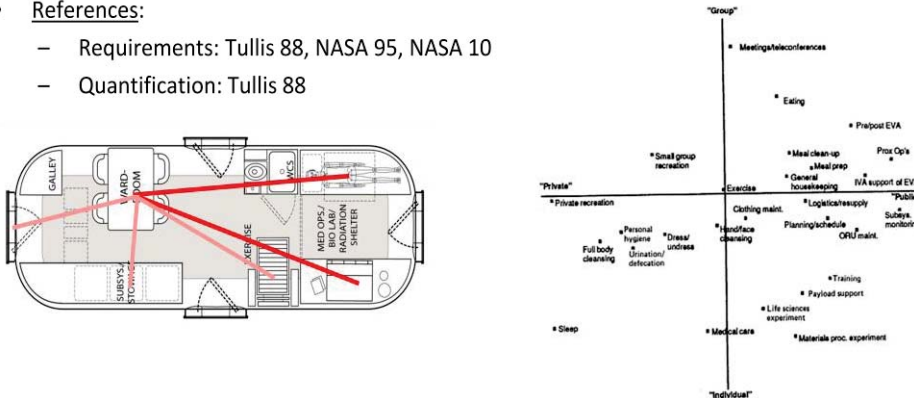 • References:
– Requirements: Tullis 88, NASA 95, NASA 10
– Quantification: Tullis 88
GALLEY
WARD-
ROOM
WCS
EXERCISE
MED OPS./
BIO LAB/
RADIATION
SHELTER
SUBSYS./
"Group"
Meetings/teleconferences
Eating
Pre/post EVA
Small group
recreation
Meal clean-up
Prox Op's
Meal prep
General
housekeeping
IVA support of EV
"Private"
Exercise
"Publi
Private recreation
Logistics/resupply
Clothing maint.
Subsys.
monitorin
Personal
hygiene
Dress/
undress
Hand/face
cleansing
Planning/schedule
ORU maint.
Full body
cleansing
Urination/
defecation
Training
Payload support
Life sciences
experiment
Sleep
Medical care
Materials proc. experiment
"Individual"